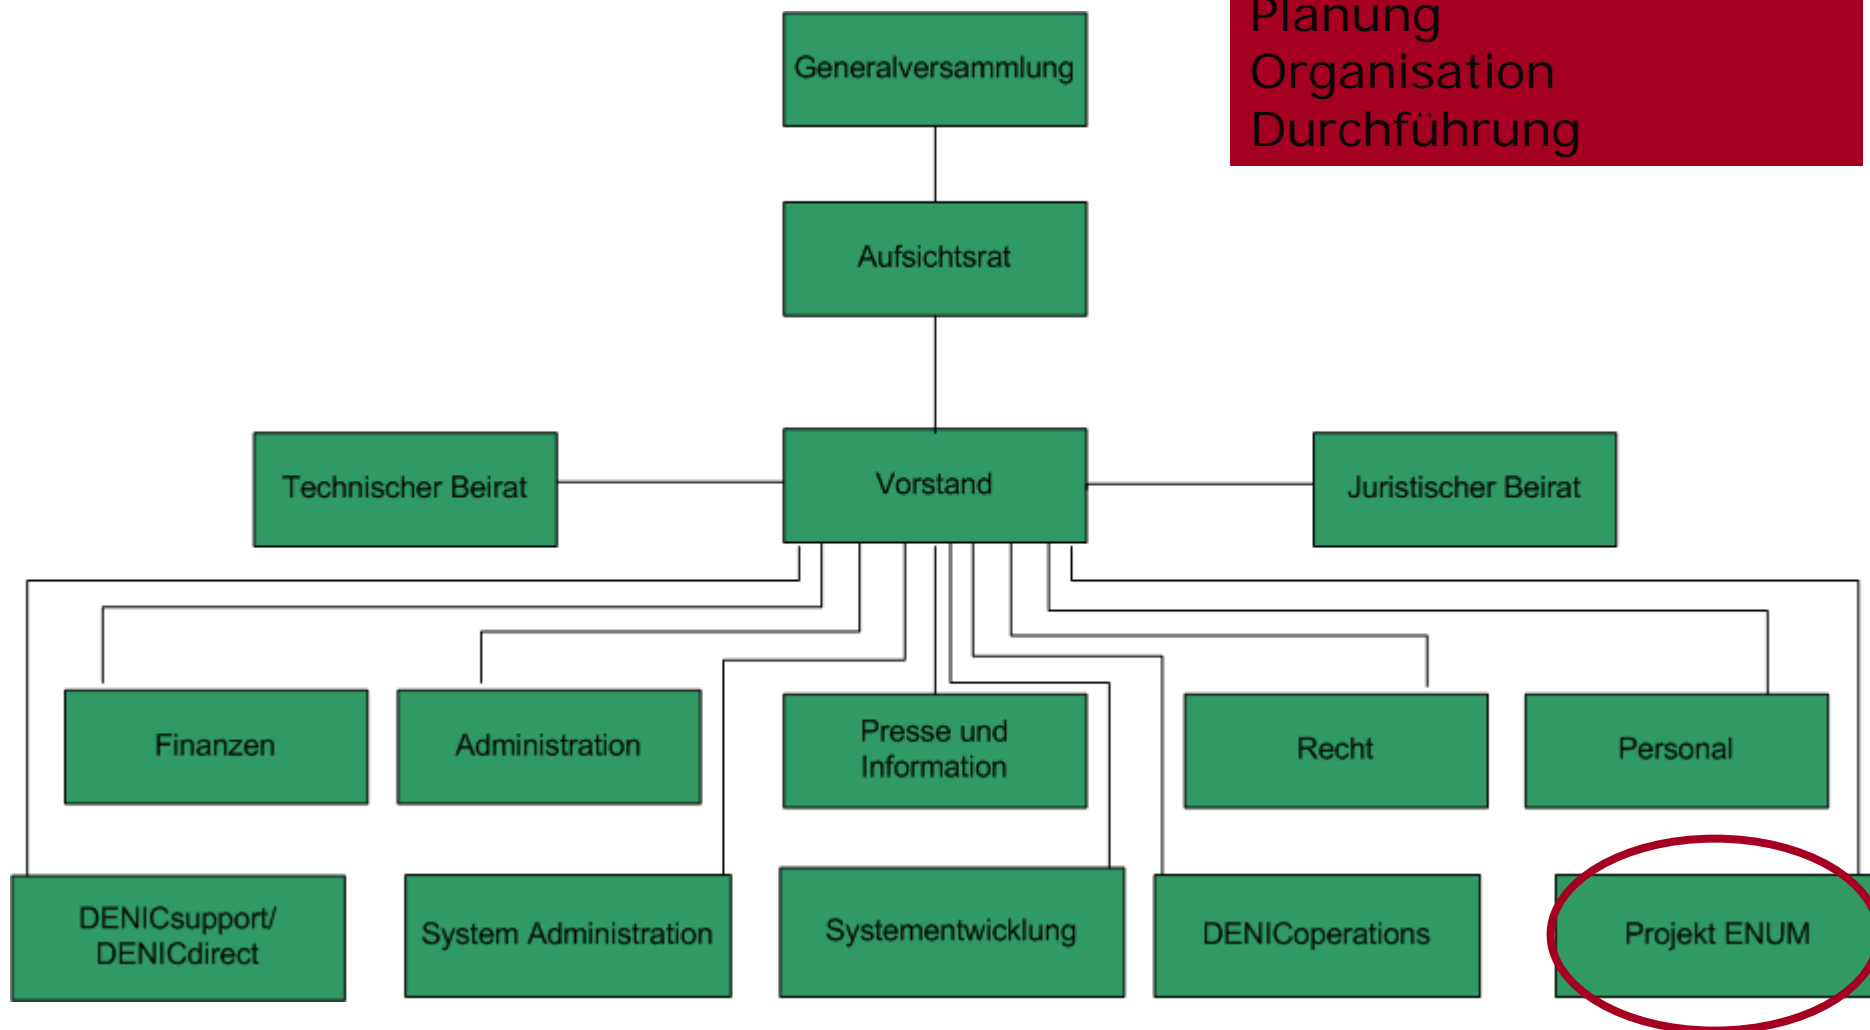 Planung
Organisation
Durchführung
Generalversammlung
Aufsichtsrat
Technischer Beirat
Vorstand
Juristischer Beirat
Finanzen
Administration
Presse und
Information
Recht
Personal
DENICsupport/
DENICdirect
System Administration
Systementwicklung
DENICoperations
Projekt ENUM